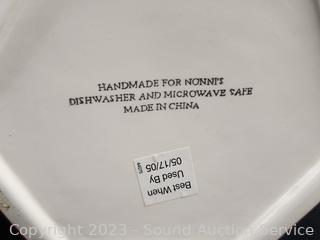 HANDMADE FOR NONNI'S
DISHWASHER AND MICROWAVE SAFE
MADE IN CHINA
Best When
Used By
05/17/05
Copyright 2023 - Sound Auction Service